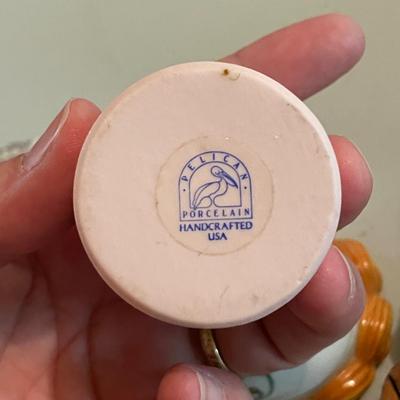 PELICAN
PORCELAIN
HANDCRAFTED
USA